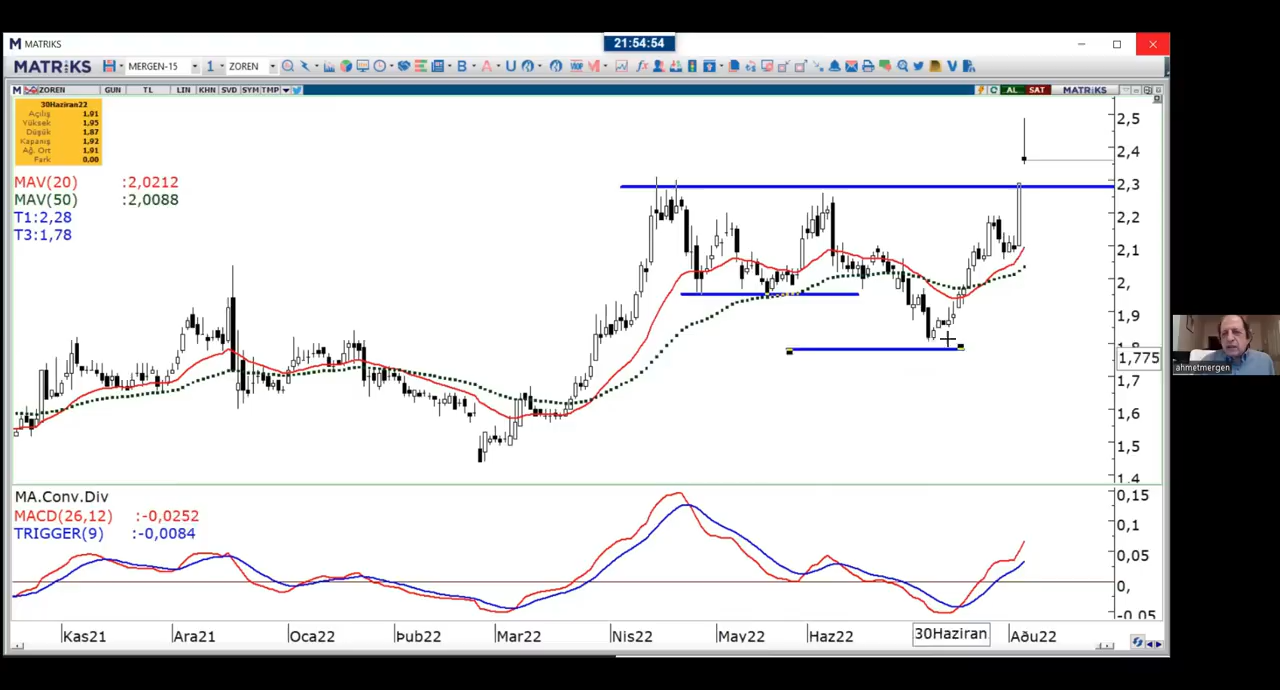 MATRIKS
21:54:54
MATRIKS MERGEN-15 1 ZOREN
ZOREN GUN TL LIN KHN SVD SYM TMP AL SAT MATRIKS
30Haziran22
Açılış 1,91
Yüksek 1,95
Düşük 1,87
Kapanış 1,92
Ağ. Ort 1,91
Fark 0,00
MAV(20) :2,0212
MAV(50) :2,0088
T1:2,28
T3:1,78
2,5
2,4
2,3
2,2
2,1
2,
1,9
1,8
1,775
1,7
1,6
1,5
1,4
MA.Conv.Div
MACD(26,12) :-0,0252
TRIGGER(9) :-0,0084
0,15
0,1
0,05
0,
-0,05
Kas21 Ara21 Oca22 Þub22 Mar22 Nis22 May22 Haz22 30Haziran Aðu22
ahmetmergen